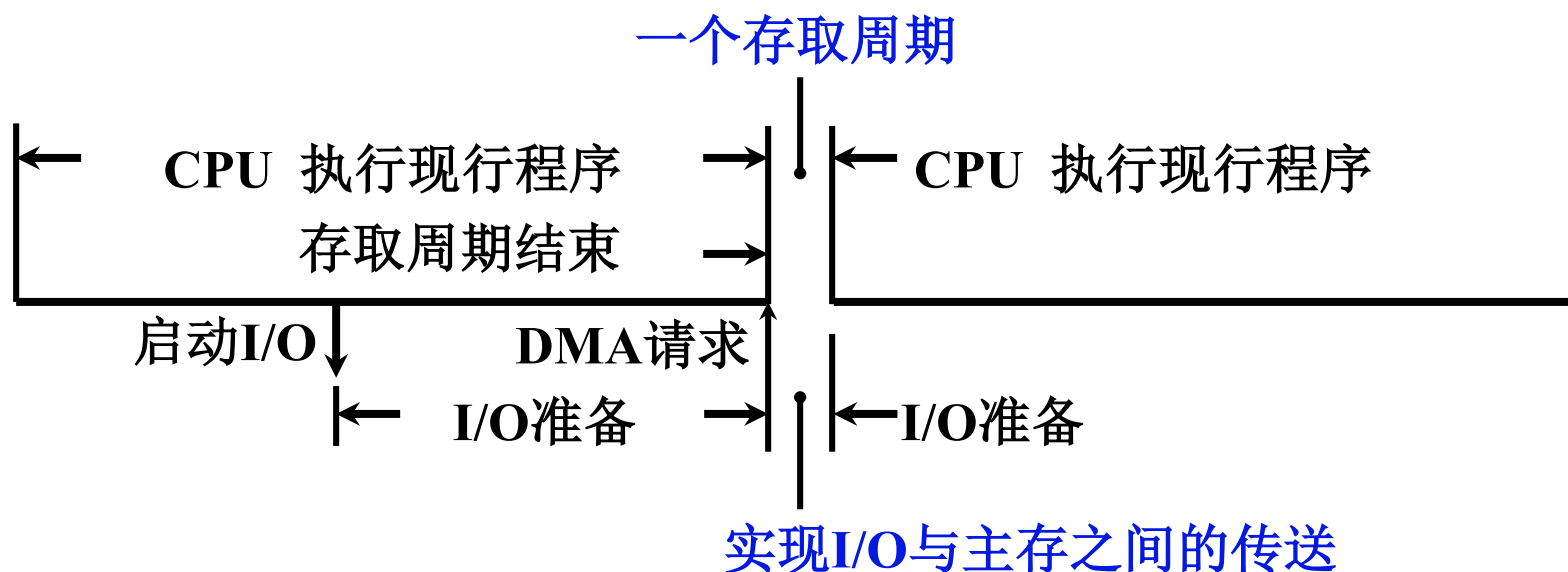 一个存取周期
CPU 执行现行程序
CPU 执行现行程序
存取周期结束
启动I/O
DMA请求
I/O准备
I/O准备
实现I/O与主存之间的传送